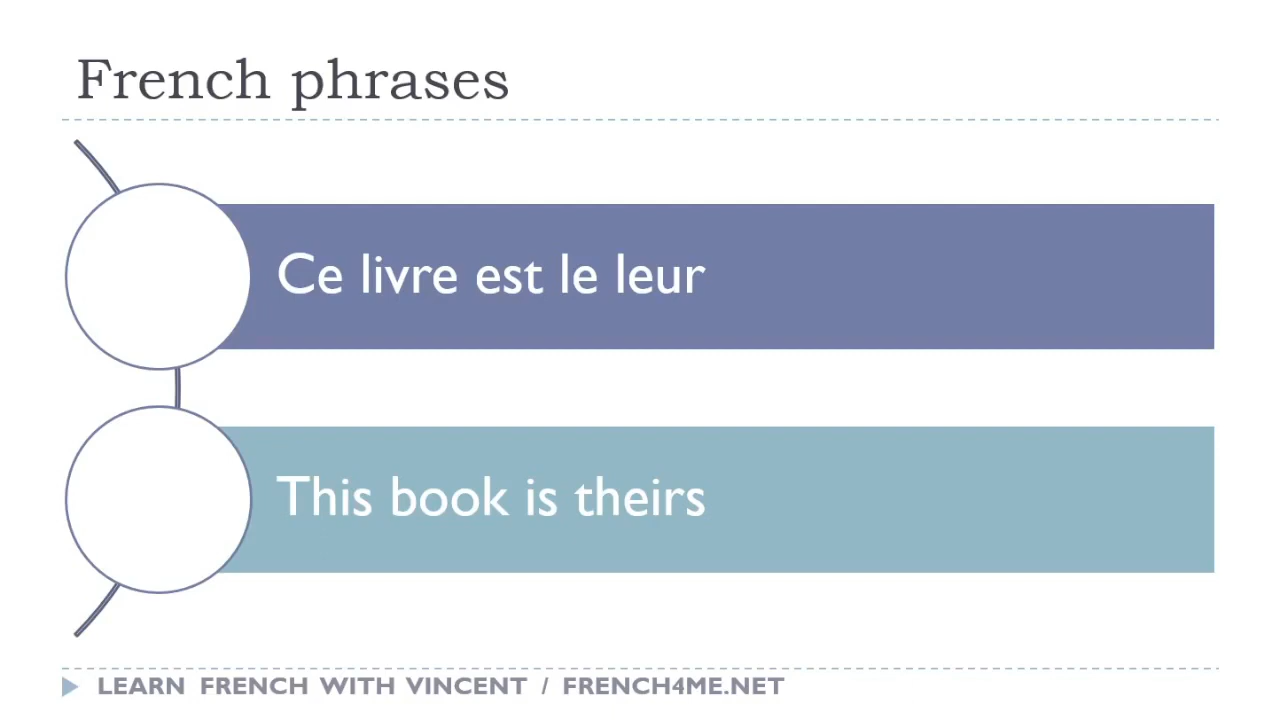 French phrases
Ce livre est le leur
This book is theirs
LEARN FRENCH WITH VINCENT / FRENCH4ME.NET